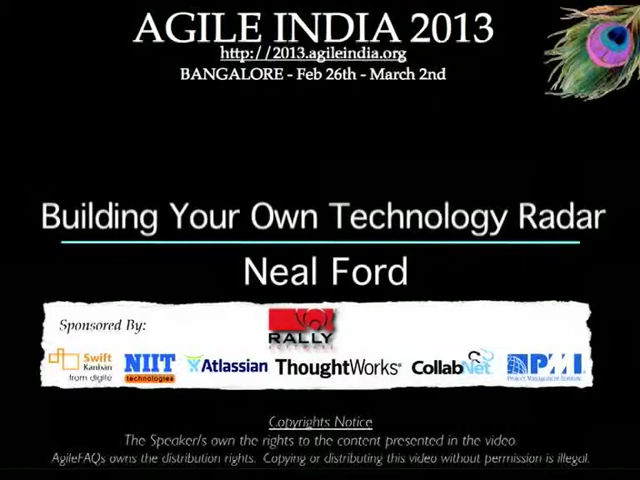 AGILE INDIA 2013
http://2013.agileindia.org
BANGALORE - Feb 26th - March 2nd
Building Your Own Technology Radar
Neal Ford
Sponsored By:
RALLY
Swift Kanban from digite
NIIT technologies
Atlassian
ThoughtWorks®
CollabNet
PMI
Project Management Institute
Copyrights Notice
The Speaker/s own the rights to the content presented in the video.
AgileFAQs owns the distribution rights. Copying or distributing this video without permission is illegal.